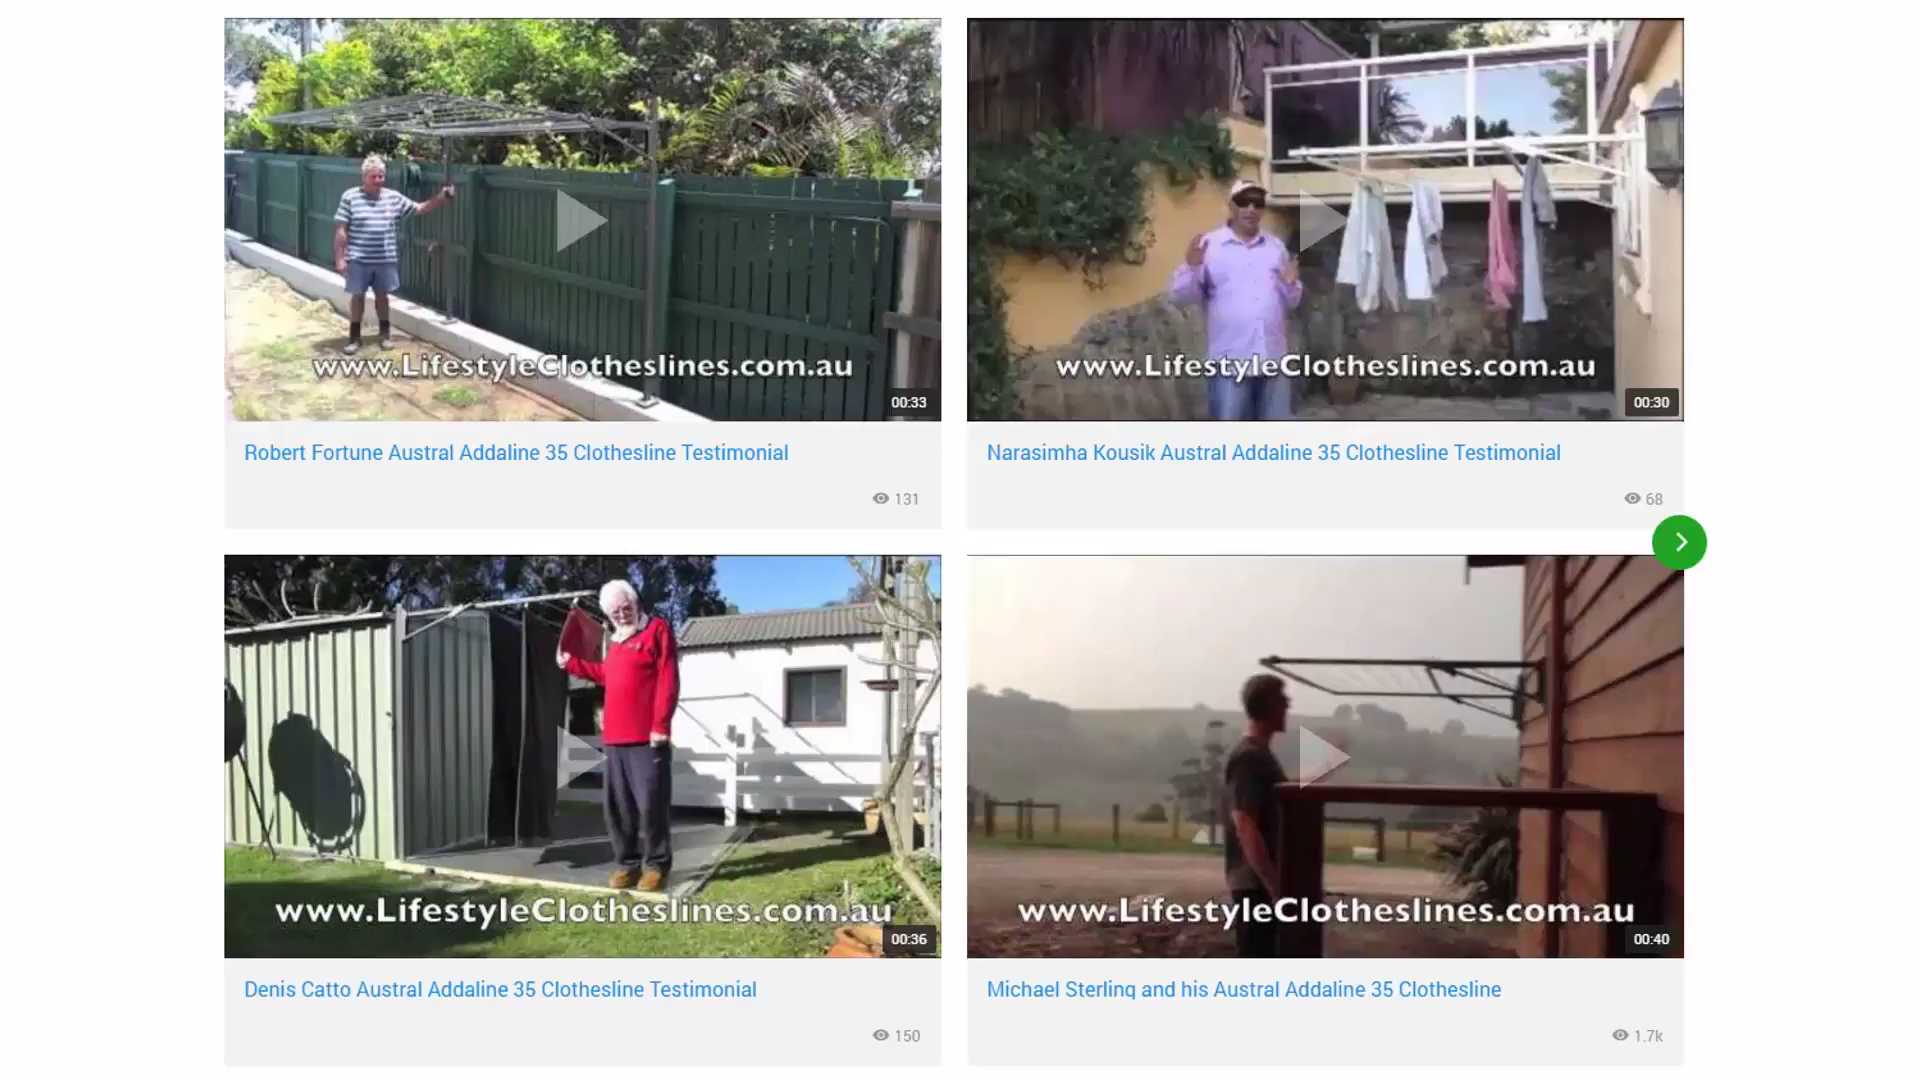 www.LifestyleClotheslines.com.au
00:33
Robert Fortune Austral Addaline 35 Clothesline Testimonial
131
www.LifestyleClotheslines.com.au
00:30
Narasimha Kousik Austral Addaline 35 Clothesline Testimonial
68
www.LifestyleClotheslines.com.au
00:36
Denis Catto Austral Addaline 35 Clothesline Testimonial
150
www.LifestyleClotheslines.com.au
00:40
Michael Sterling and his Austral Addaline 35 Clothesline
1.7k